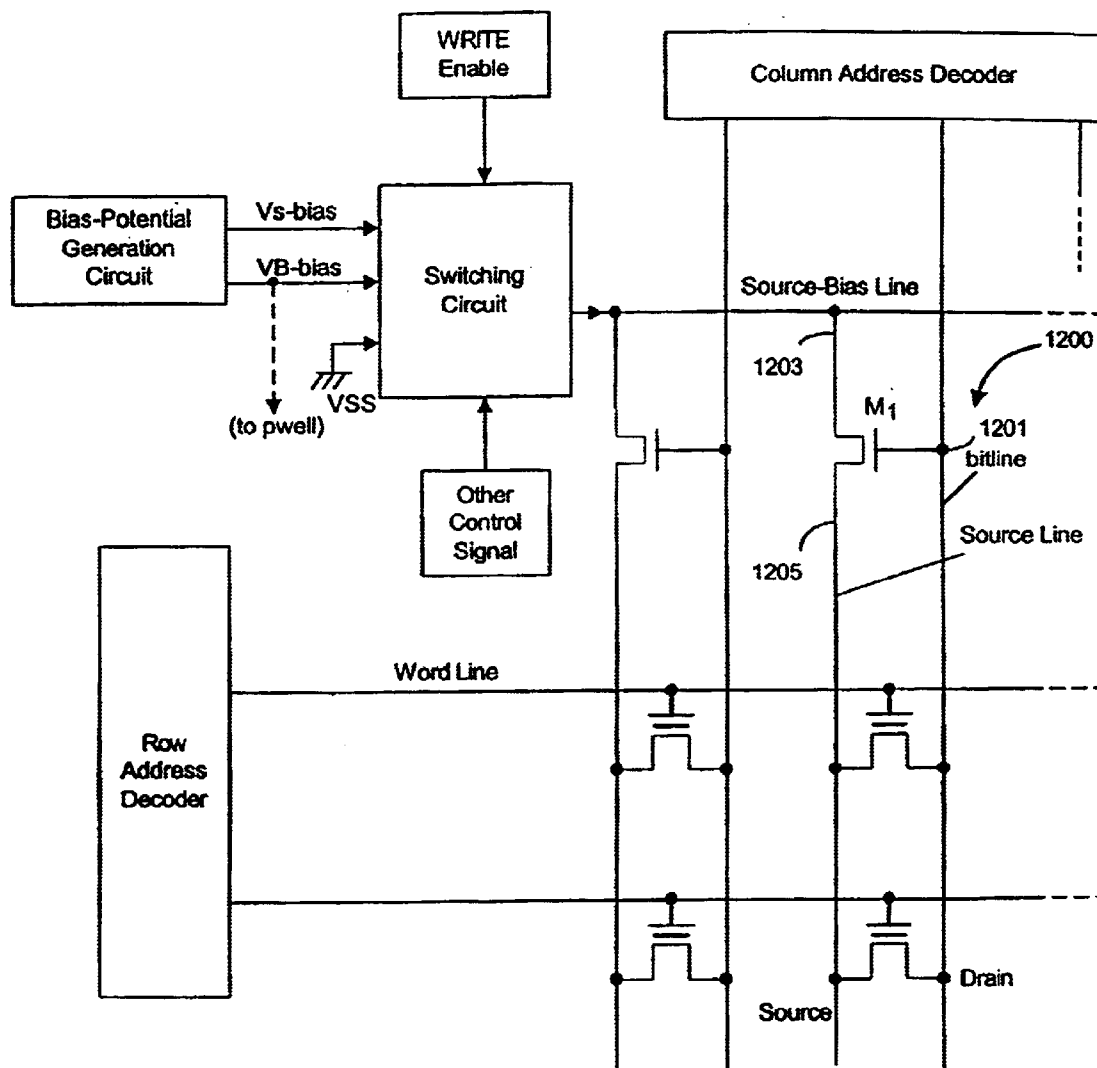 WRITE
Enable
Column Address Decoder
Bias-Potential
Generation
Circuit
Vs-bias
VB-bias
Switching
Circuit
Source-Bias Line
1200
1203
VSS
(to pwell)
M1
1201
bitline
Other
Control
Signal
Source Line
1205
Word Line
Row
Address
Decoder
Drain
Source